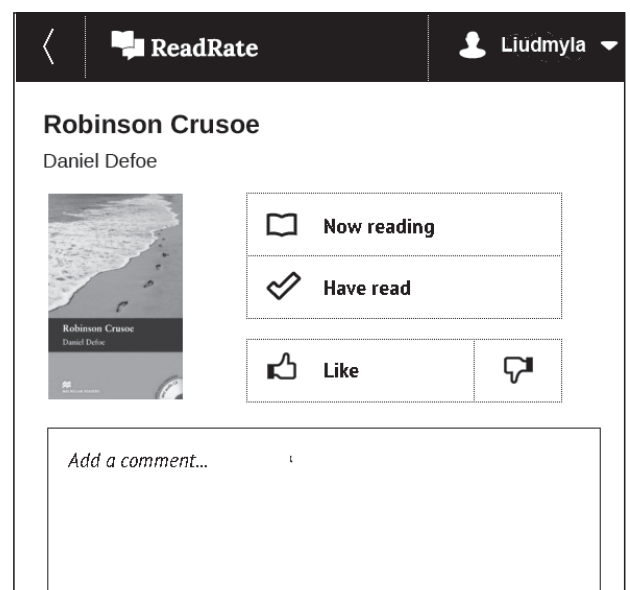 ReadRate
Liudmyla
Robinson Crusoe
Daniel Defoe
Robinson Crusoe
Daniel Defoe
Now reading
Have read
Like
Add a comment...